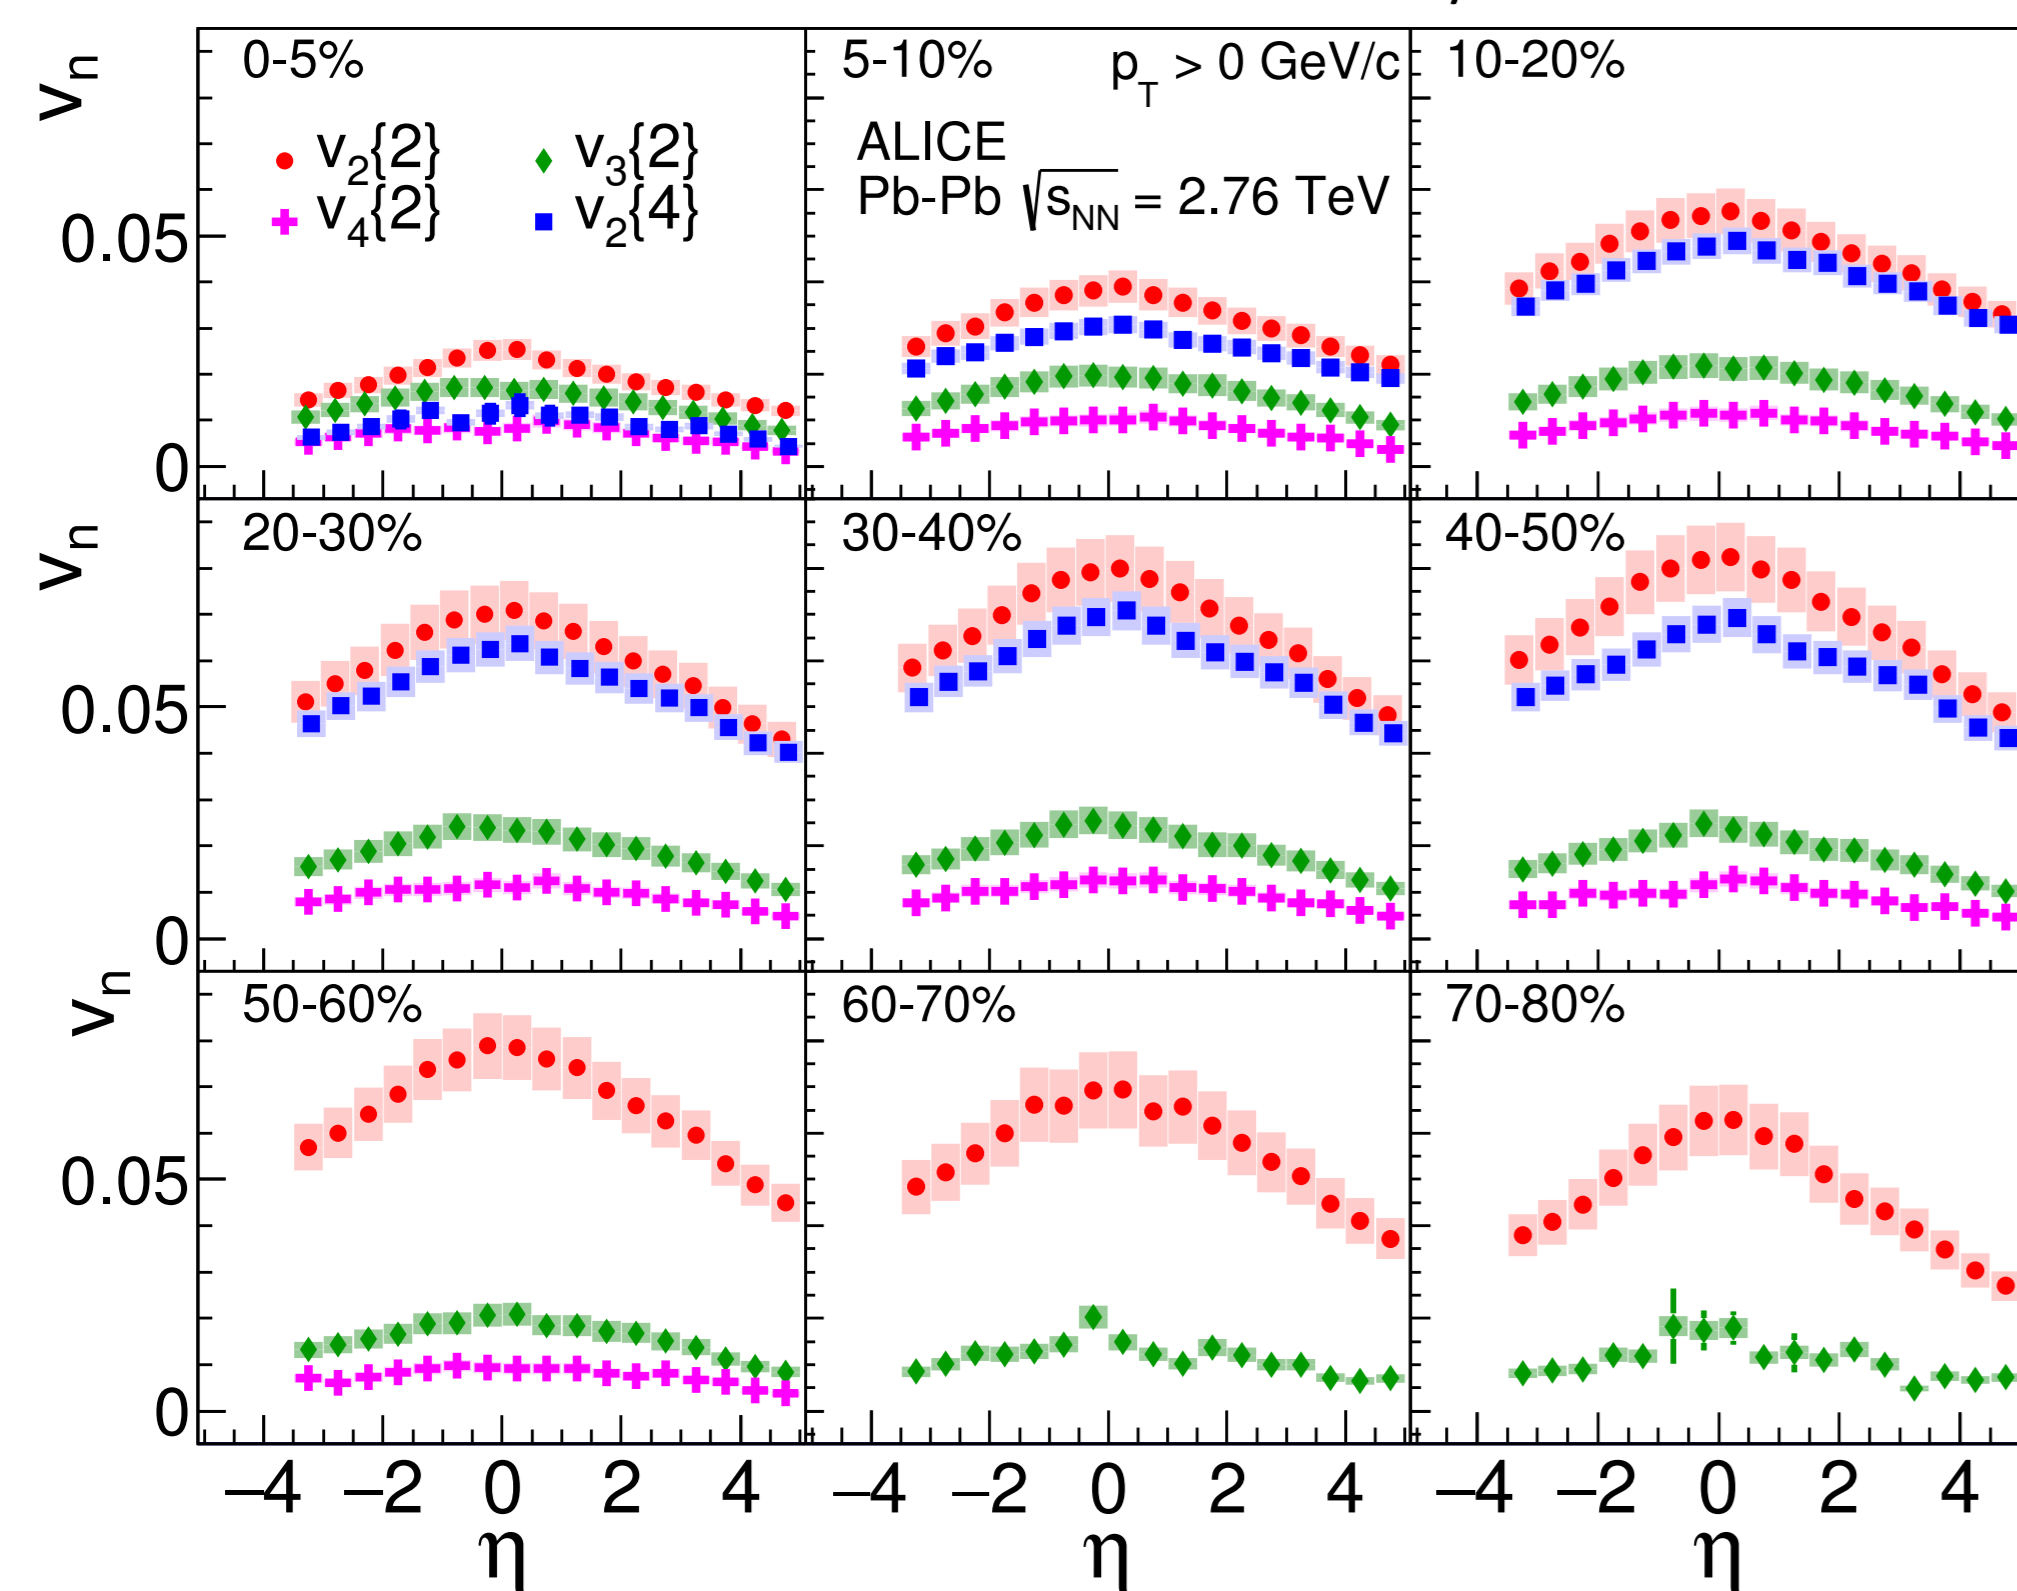 v_n
0-5%
v_2{2} v_3{2}
v_4{2} v_2{4}
0.05
0
5-10% p_T > 0 GeV/c
ALICE
Pb-Pb √s_NN = 2.76 TeV
10-20%
v_n
20-30%
30-40%
40-50%
0.05
0
v_n
50-60%
60-70%
70-80%
0.05
0
−4 −2 0 2 4 −4 −2 0 2 4 −4 −2 0 2 4
η η η